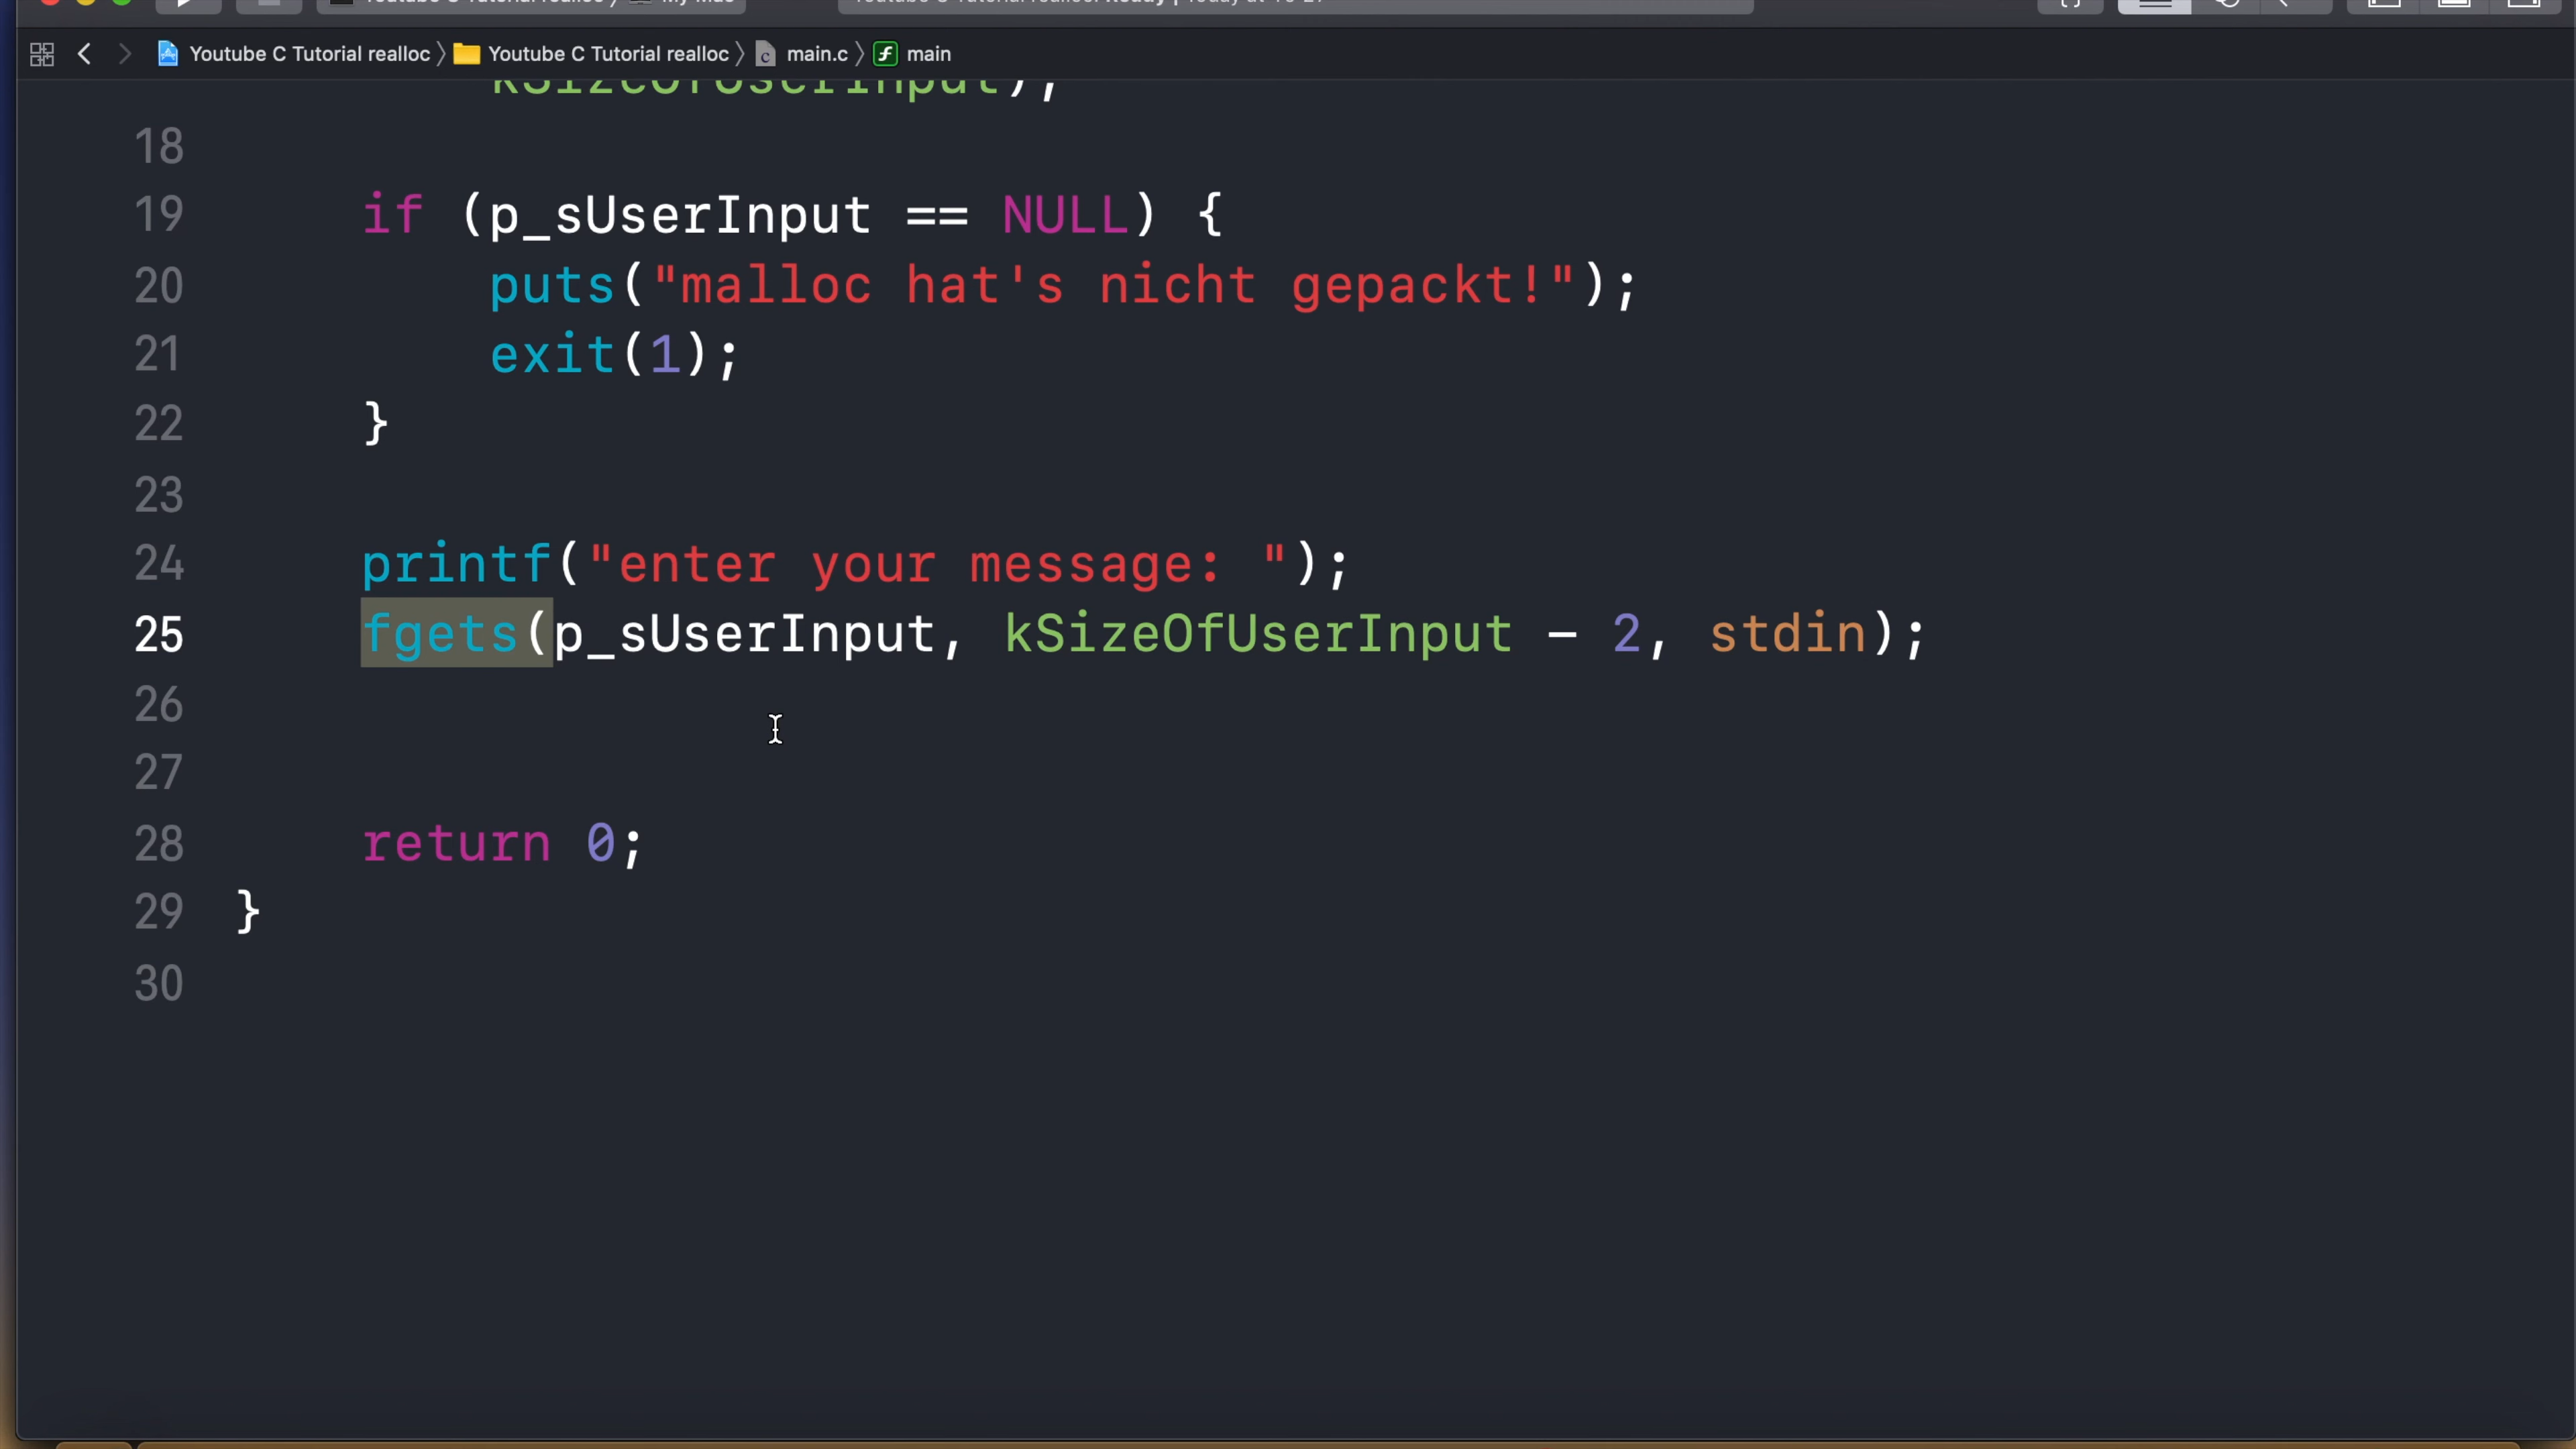 Youtube C Tutorial realloc
Youtube C Tutorial realloc
main.c
main
kSizeOfUserInput);
18
19 if (p_sUserInput == NULL) {
20 puts("malloc hat's nicht gepackt!");
21 exit(1);
22 }
23
24 printf("enter your message: ");
25 fgets(p_sUserInput, kSizeOfUserInput - 2, stdin);
26
27
28 return 0;
29 }
30